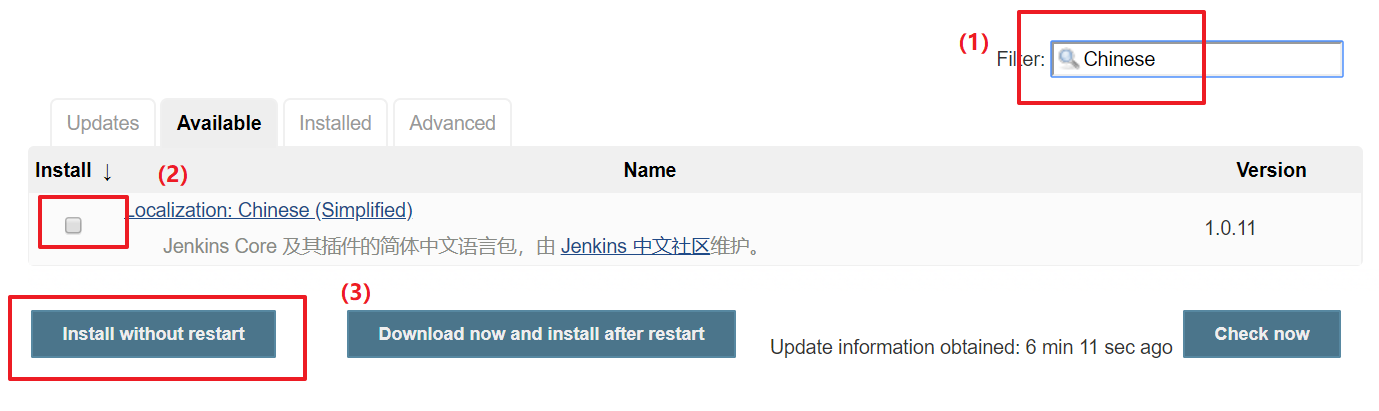 (1)
Filter: Chinese
Updates Available Installed Advanced
Install ↓ Name Version
(2)
Localization: Chinese (Simplified)
Jenkins Core 及其插件的简体中文语言包，由 Jenkins 中文社区维护。
1.0.11
(3)
Install without restart Download now and install after restart Update information obtained: 6 min 11 sec ago Check now